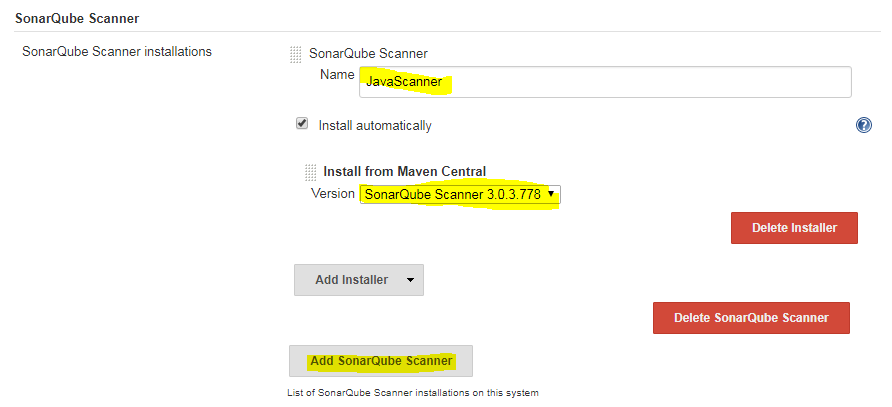 SonarQube Scanner
SonarQube Scanner installations
SonarQube Scanner
Name JavaScanner
Install automatically
?
Install from Maven Central
Version SonarQube Scanner 3.0.3.778
Delete Installer
Add Installer
Delete SonarQube Scanner
Add SonarQube Scanner
List of SonarQube Scanner installations on this system